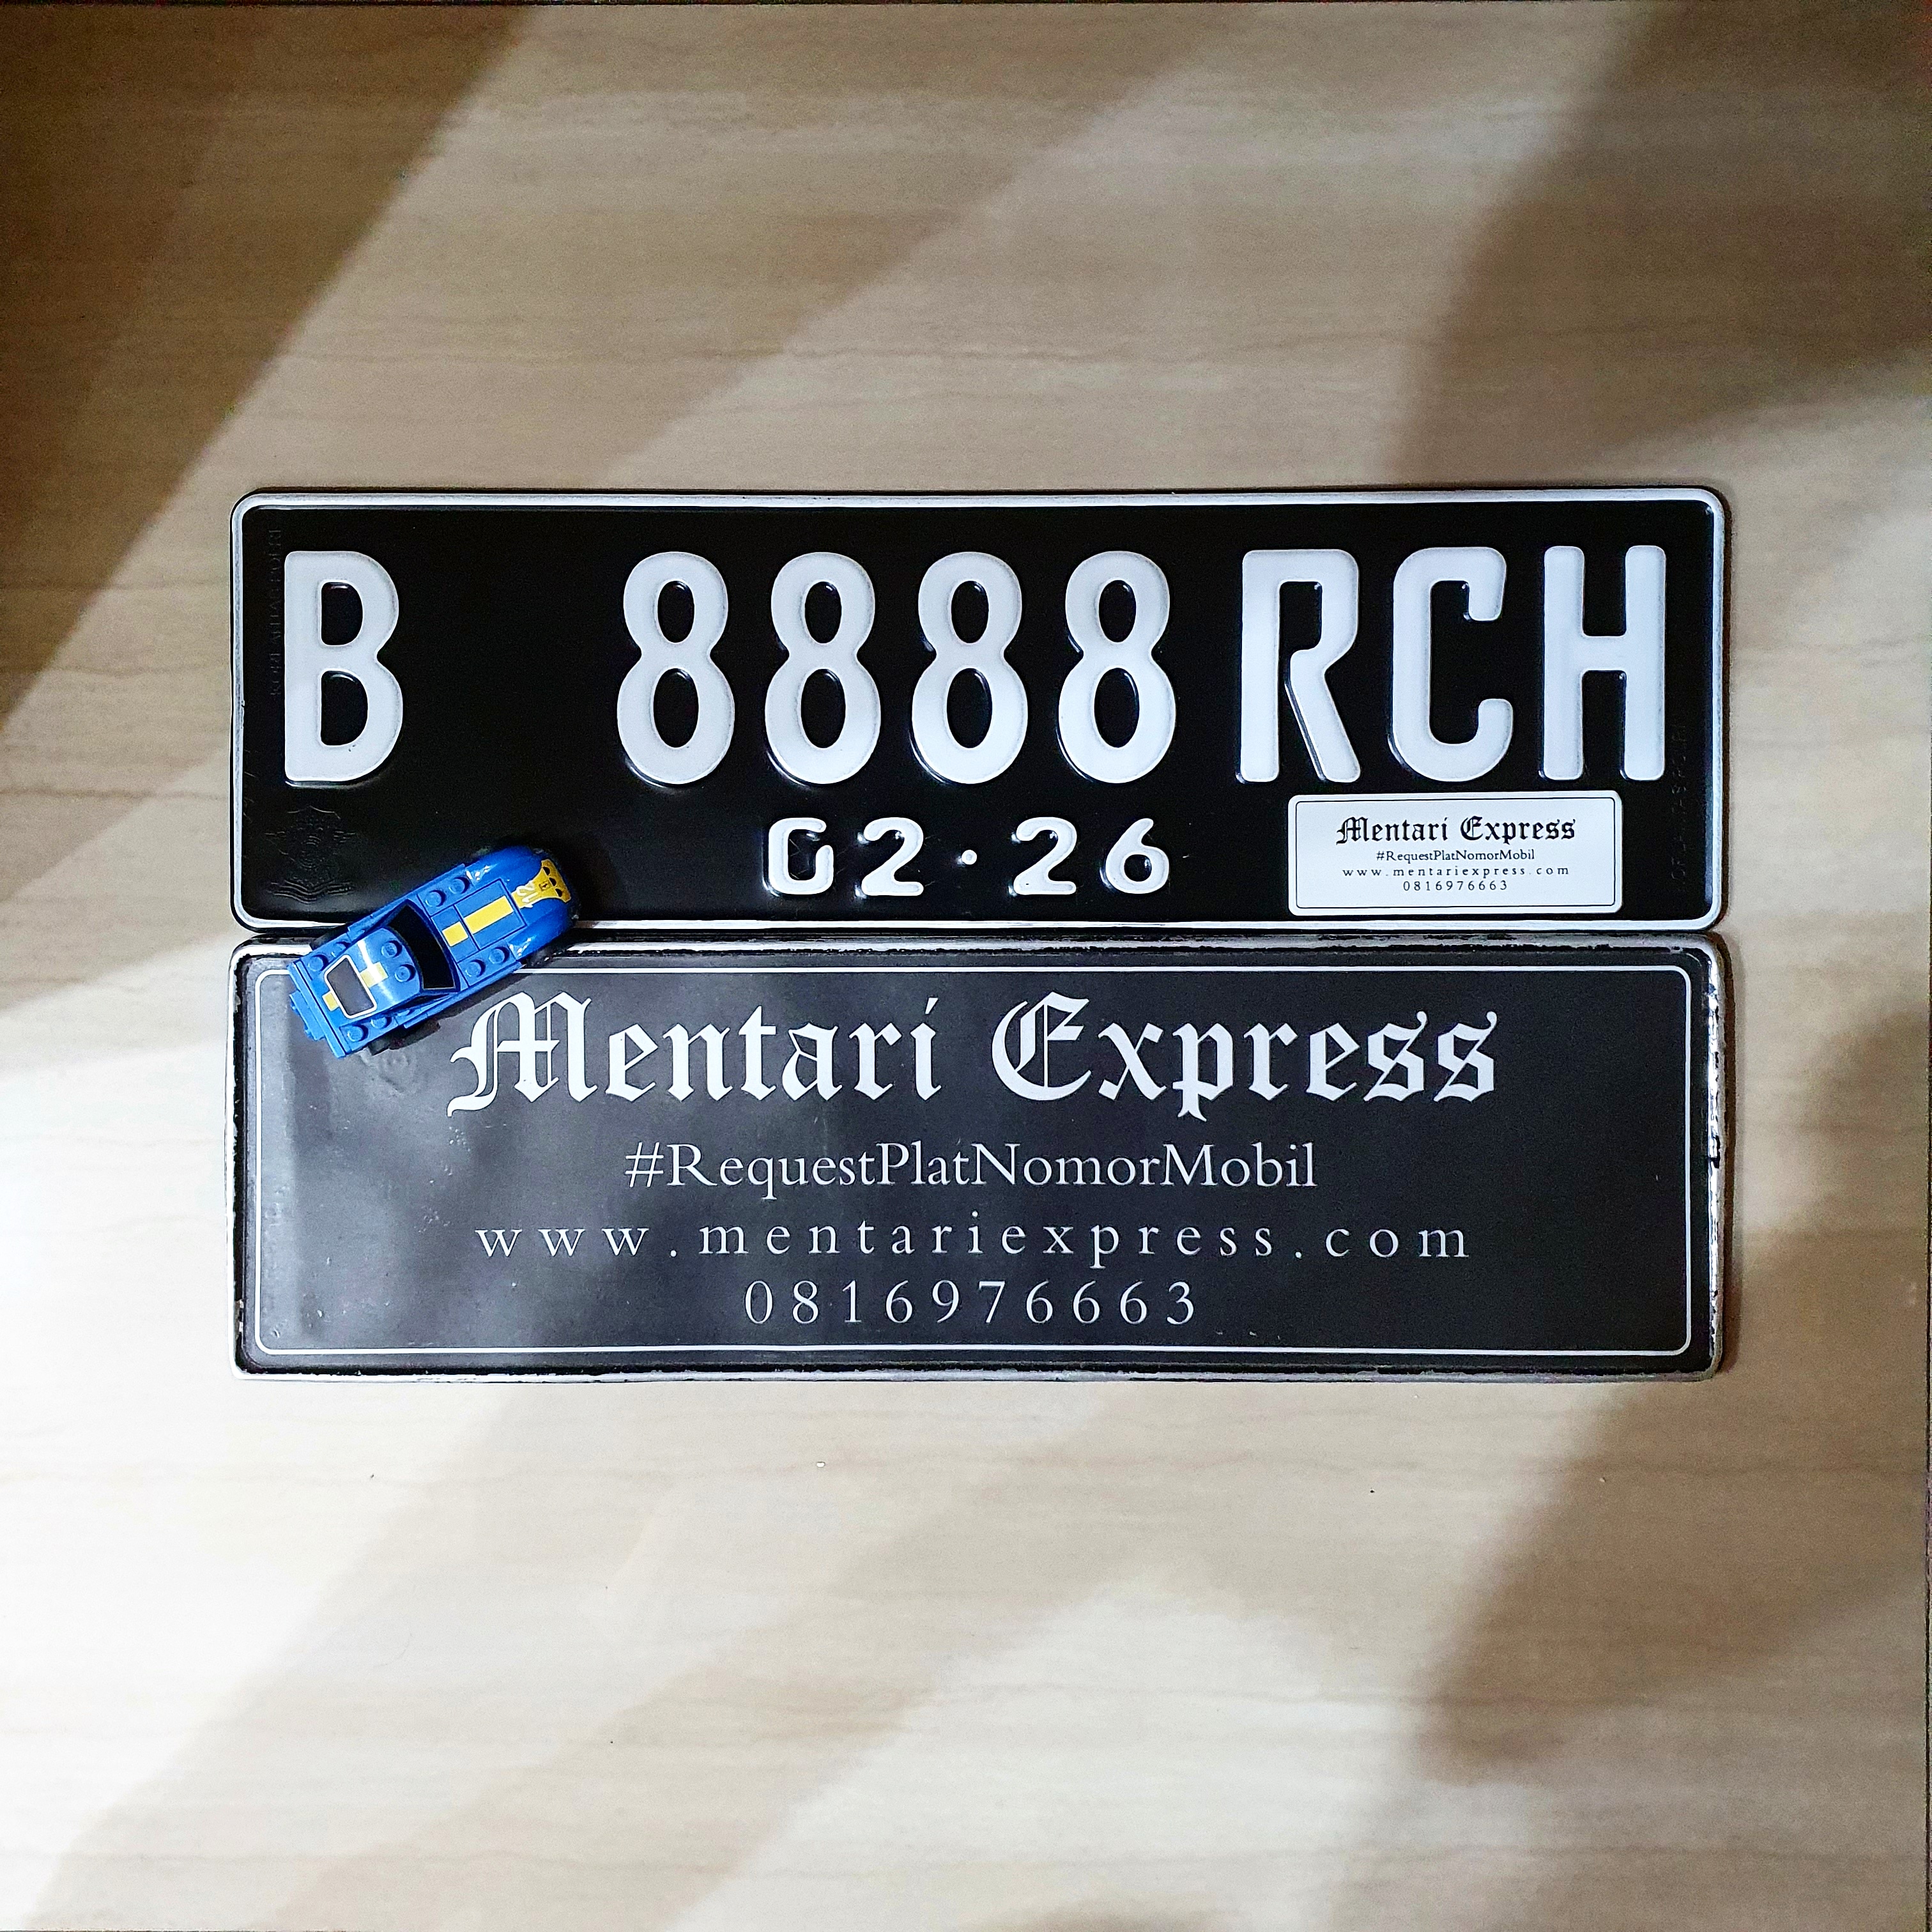 B 8888 RCH
02·26
Mentari Express
#RequestPlatNomorMobil
www.mentariexpress.com
0816976663
Mentari Express
#RequestPlatNomorMobil
www.mentariexpress.com
0816976663